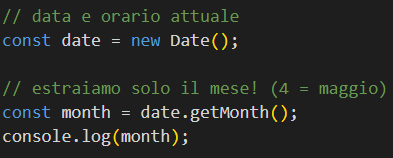 // data e orario attuale
const date = new Date();
// estraiamo solo il mese! (4 = maggio)
const month = date.getMonth();
console.log(month);